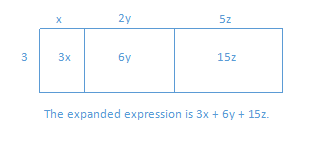 x 2y 5z
3 3x 6y 15z
The expanded expression is 3x + 6y + 15z.